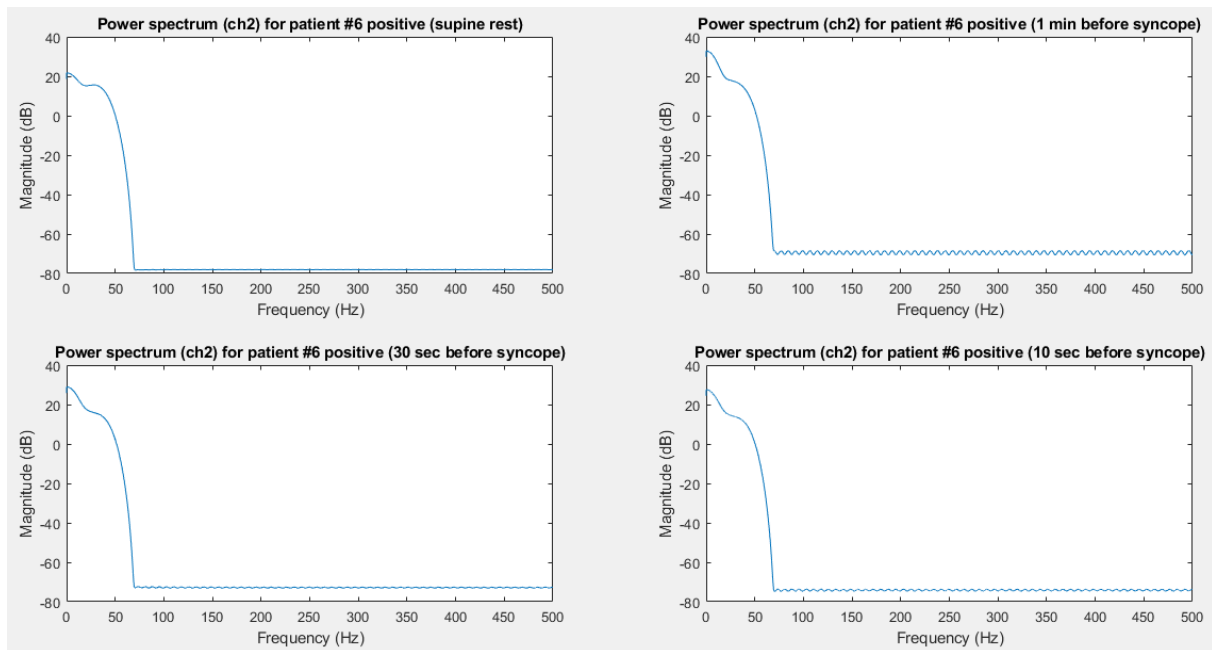 Power spectrum (ch2) for patient #6 positive (supine rest)
40
20
0
-20
-40
-60
-80
Magnitude (dB)
0 50 100 150 200 250 300 350 400 450 500
Frequency (Hz)
Power spectrum (ch2) for patient #6 positive (1 min before syncope)
40
20
0
-20
-40
-60
-80
Magnitude (dB)
0 50 100 150 200 250 300 350 400 450 500
Frequency (Hz)
Power spectrum (ch2) for patient #6 positive (30 sec before syncope)
40
20
0
-20
-40
-60
-80
Magnitude (dB)
0 50 100 150 200 250 300 350 400 450 500
Frequency (Hz)
Power spectrum (ch2) for patient #6 positive (10 sec before syncope)
40
20
0
-20
-40
-60
-80
Magnitude (dB)
0 50 100 150 200 250 300 350 400 450 500
Frequency (Hz)